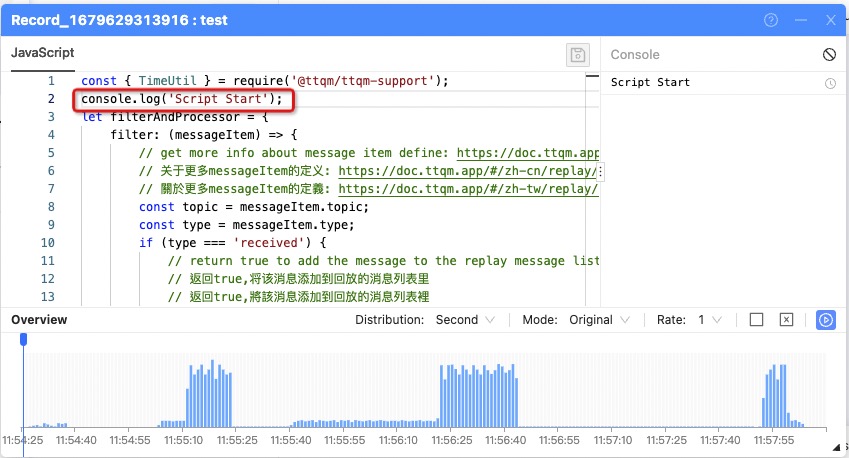 Record_1679629313916 : test
JavaScript
1 const { TimeUtil } = require('@ttqm/ttqm-support');
2 console.log('Script Start');
3 let filterAndProcessor = {
4 filter: (messageItem) => {
5 // get more info about message item define: https://doc.ttqm.app
6 // 关于更多messageItem的定义: https://doc.ttqm.app/#/zh-cn/replay/
7 // 關於更多messageItem的定義: https://doc.ttqm.app/#/zh-tw/replay/
8 const topic = messageItem.topic;
9 const type = messageItem.type;
10 if (type === 'received') {
11 // return true to add the message to the replay message list
12 // 返回true,将该消息添加到回放的消息列表里
13 // 返回true,將該消息添加到回放的消息列表裡
Console
Script Start
Overview
Distribution: Second
Mode: Original
Rate: 1
11:54:25 11:54:40 11:54:55 11:55:10 11:55:25 11:55:40 11:55:55 11:56:10 11:56:25 11:56:40 11:56:55 11:57:10 11:57:25 11:57:40 11:57:55